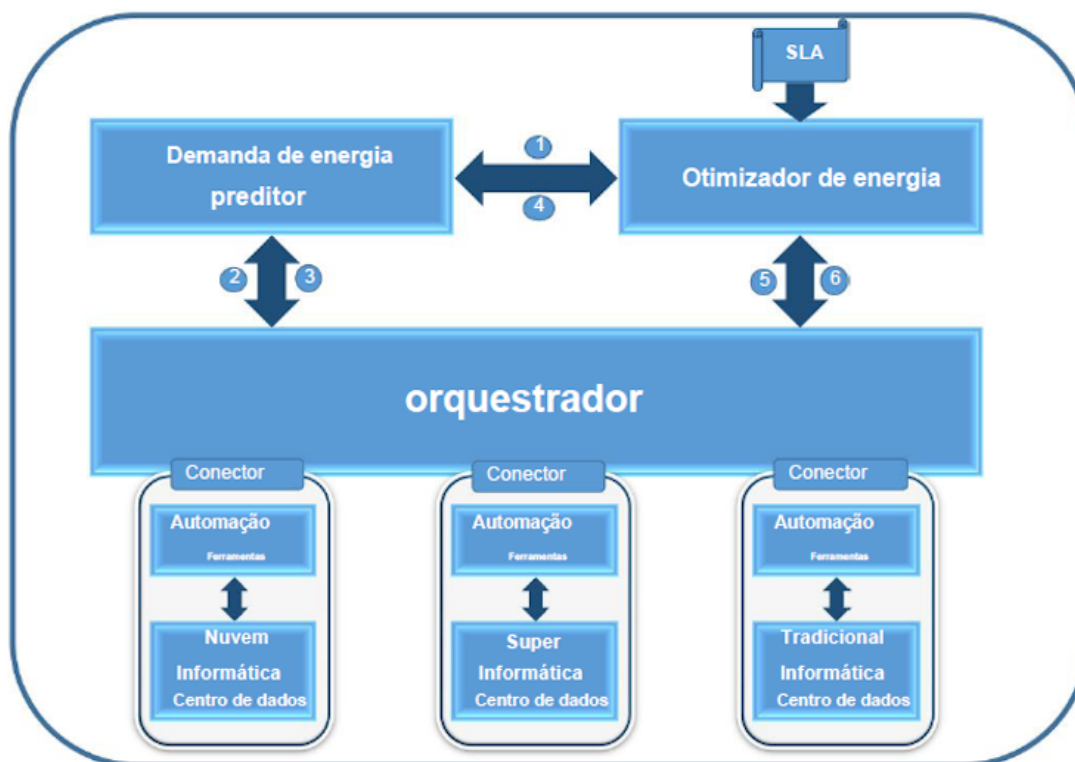 SLA
Demanda de energia
preditor
1
4
Otimizador de energia
2
3
5
6
orquestrador
Conector
Automação
Ferramentas
Nuvem
Informática
Centro de dados
Conector
Automação
Ferramentas
Super
Informática
Centro de dados
Conector
Automação
Ferramentas
Tradicional
Informática
Centro de dados